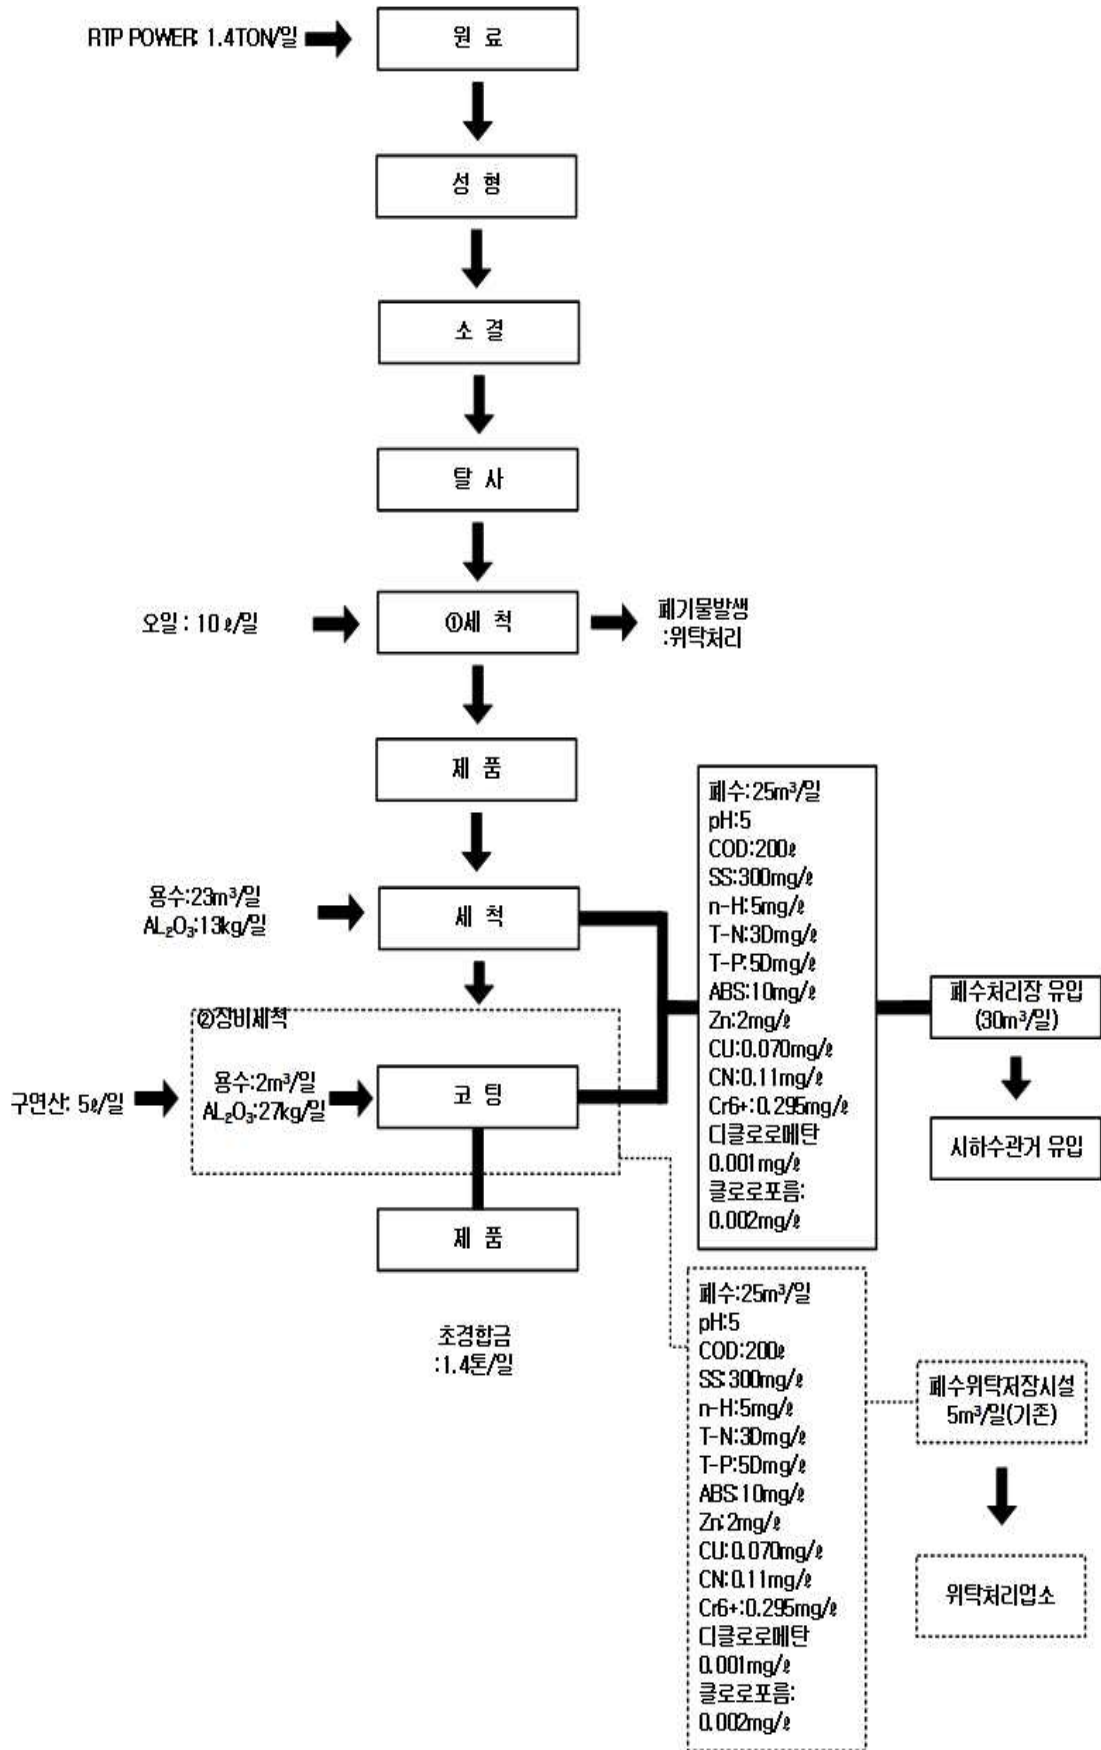 RTP POWER: 1.4TON/일
원 료
성 형
소 결
탈 사
오일 : 10ℓ/일
①세 척
폐기물발생
:위탁처리
제 품
용수:23m³/일
AL₂O₃:13kg/일
세 척
②장비세척
구연산: 5ℓ/일
용수:2m³/일
AL₂O₃:27kg/일
코 팅
제 품
초경합금
:1.4톤/일
폐수:25m³/일
pH:5
COD:200ℓ
SS:300mg/ℓ
n-H:5mg/ℓ
T-N:30mg/ℓ
T-P:50mg/ℓ
ABS:10mg/ℓ
Zn:2mg/ℓ
CU:0.070mg/ℓ
CN:0.11mg/ℓ
Cr6+:0.295mg/ℓ
디클로로메탄
0.001mg/ℓ
클로로포름:
0.002mg/ℓ
폐수처리장 유입
(30m³/일)
시하수관거 유입
폐수:25m³/일
pH:5
COD:200ℓ
SS:300mg/ℓ
n-H:5mg/ℓ
T-N:30mg/ℓ
T-P:50mg/ℓ
ABS:10mg/ℓ
Zn:2mg/ℓ
CU:0.070mg/ℓ
CN:0.11mg/ℓ
Cr6+:0.295mg/ℓ
디클로로메탄
0.001mg/ℓ
클로로포름:
0.002mg/ℓ
폐수위탁저장시설
5m³/일(기존)
위탁처리업소